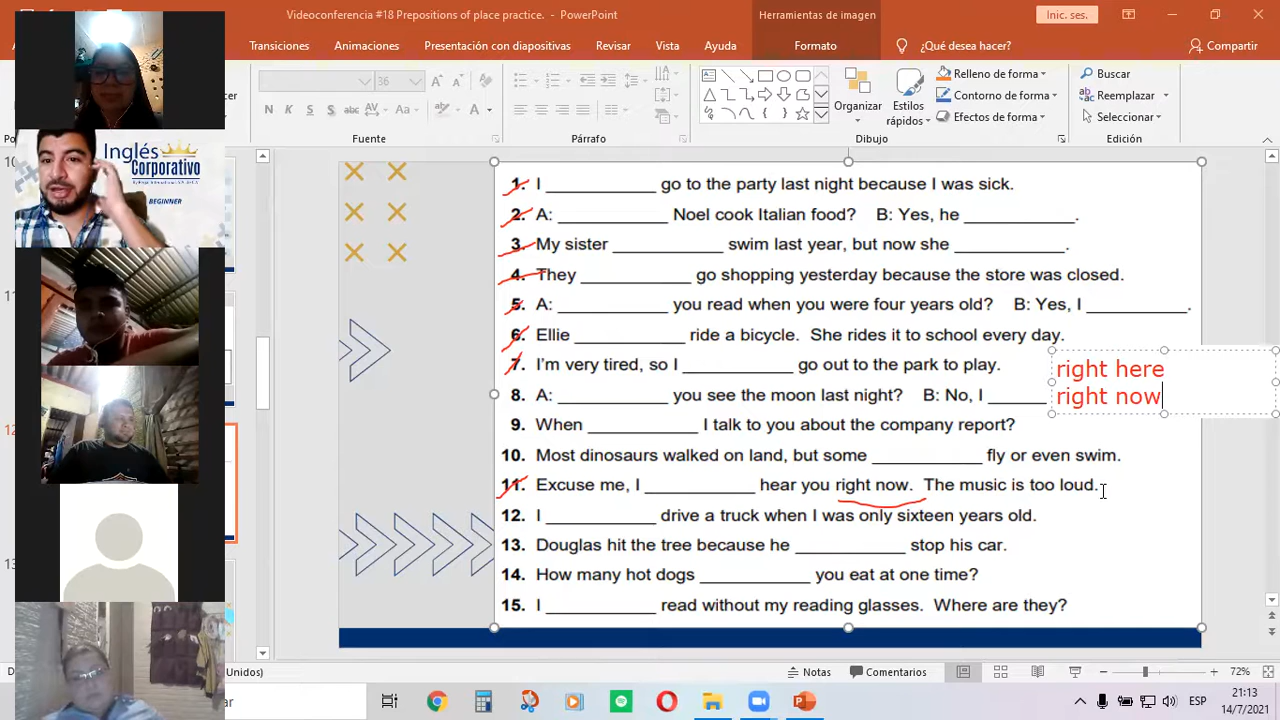 Videoconferencia #18 Prepositions of place practice. - PowerPoint
Herramientas de imagen
Inic. ses.
Transiciones
Animaciones
Presentación con diapositivas
Revisar
Vista
Ayuda
Formato
¿Qué desea hacer?
Compartir
36
N K S S abc AV Aa A
Fuente
Párrafo
Organizar
Estilos rápidos
Relleno de forma
Contorno de forma
Efectos de forma
Dibujo
Buscar
Reemplazar
Seleccionar
Edición
Inglés
Corporativo
BEGINNER
1. I ____________ go to the party last night because I was sick.
2. A: ____________ Noel cook Italian food? B: Yes, he ____________.
3. My sister ____________ swim last year, but now she ____________.
4. They ____________ go shopping yesterday because the store was closed.
5. A: ____________ you read when you were four years old? B: Yes, I ___________.
6. Ellie ____________ ride a bicycle. She rides it to school every day.
7. I'm very tired, so I ____________ go out to the park to play.
8. A: ____________ you see the moon last night? B: No, I _______
9. When ____________ I talk to you about the company report?
10. Most dinosaurs walked on land, but some ____________ fly or even swim.
11. Excuse me, I ____________ hear you right now. The music is too loud.
12. I ____________ drive a truck when I was only sixteen years old.
13. Douglas hit the tree because he ____________ stop his car.
14. How many hot dogs ____________ you eat at one time?
15. I ____________ read without my reading glasses. Where are they?
right here
right now
Notas
Comentarios
72%
ESP
21:13
14/7/2021